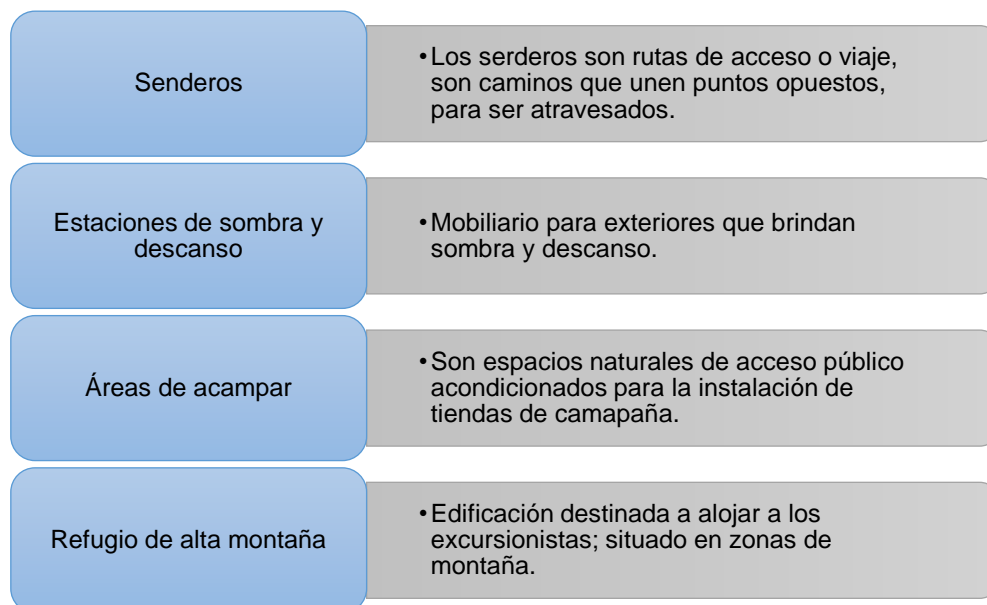 Senderos
•Los serderos son rutas de acceso o viaje,
son caminos que unen puntos opuestos,
para ser atravesados.
Estaciones de sombra y
descanso
•Mobiliario para exteriores que brindan
sombra y descanso.
Áreas de acampar
•Son espacios naturales de acceso público
acondicionados para la instalación de
tiendas de camapaña.
Refugio de alta montaña
•Edificación destinada a alojar a los
excursionistas; situado en zonas de
montaña.